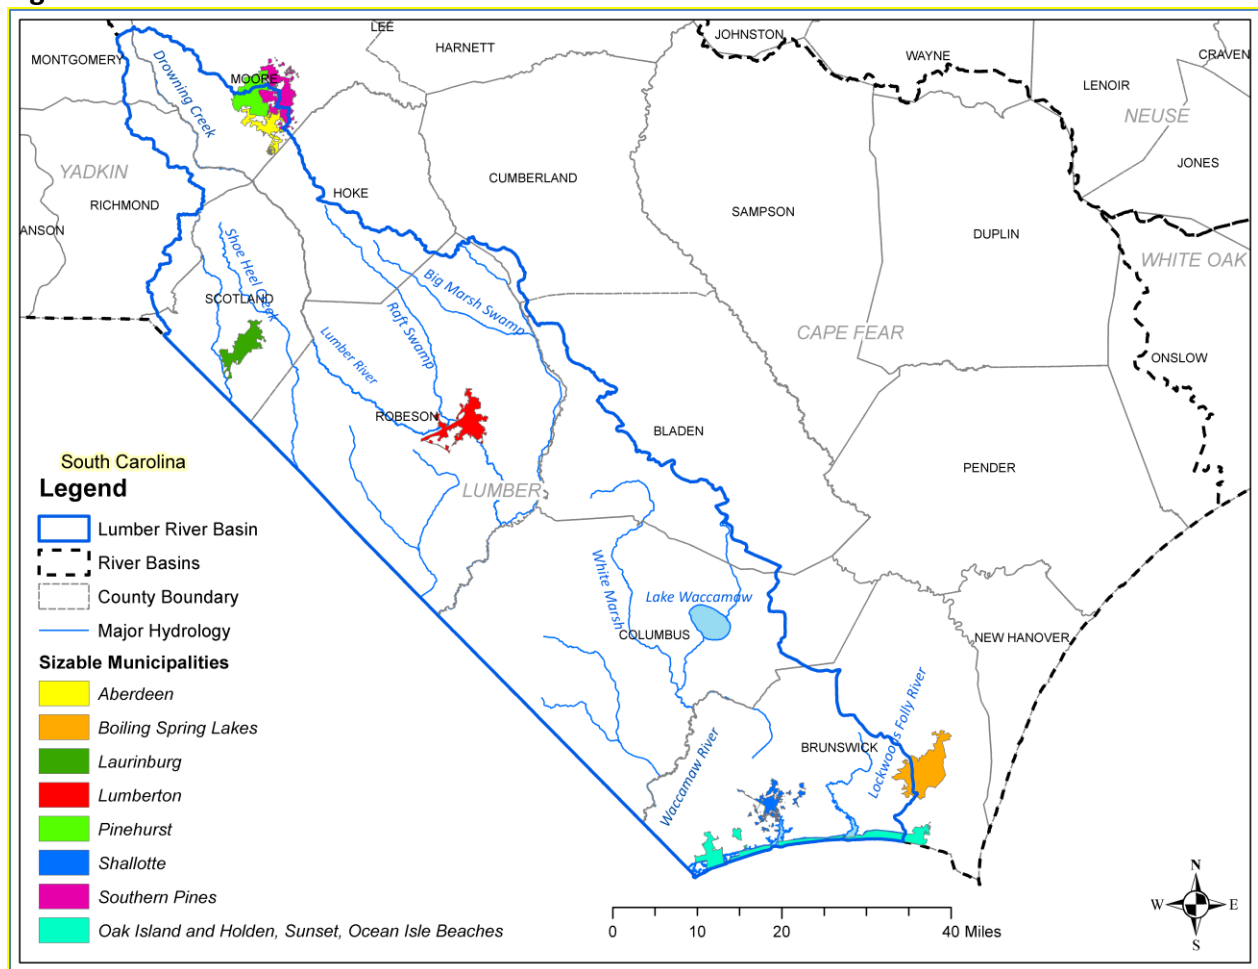 LEE
HARNETT
JOHNSTON
WAYNE
CRAVEN
MONTGOMERY
MOORE
LENOIR
Drowning Creek
NEUSE
JONES
YADKIN
HOKE
CUMBERLAND
RICHMOND
SAMPSON
ANSON
DUPLIN
WHITE OAK
Shoe Heel Creek
SCOTLAND
Big Marsh Swamp
Raft Swamp
CAPE FEAR
Lumber River
ONSLOW
ROBESON
BLADEN
PENDER
LUMBER
White Marsh
Lake Waccamaw
COLUMBUS
NEW HANOVER
Waccamaw River
BRUNSWICK
Lockwoods Folly River
South Carolina
Legend
Lumber River Basin
River Basins
County Boundary
Major Hydrology
Sizable Municipalities
Aberdeen
Boiling Spring Lakes
Laurinburg
Lumberton
Pinehurst
Shallotte
Southern Pines
Oak Island and Holden, Sunset, Ocean Isle Beaches
0 10 20 40 Miles
N
W E
S